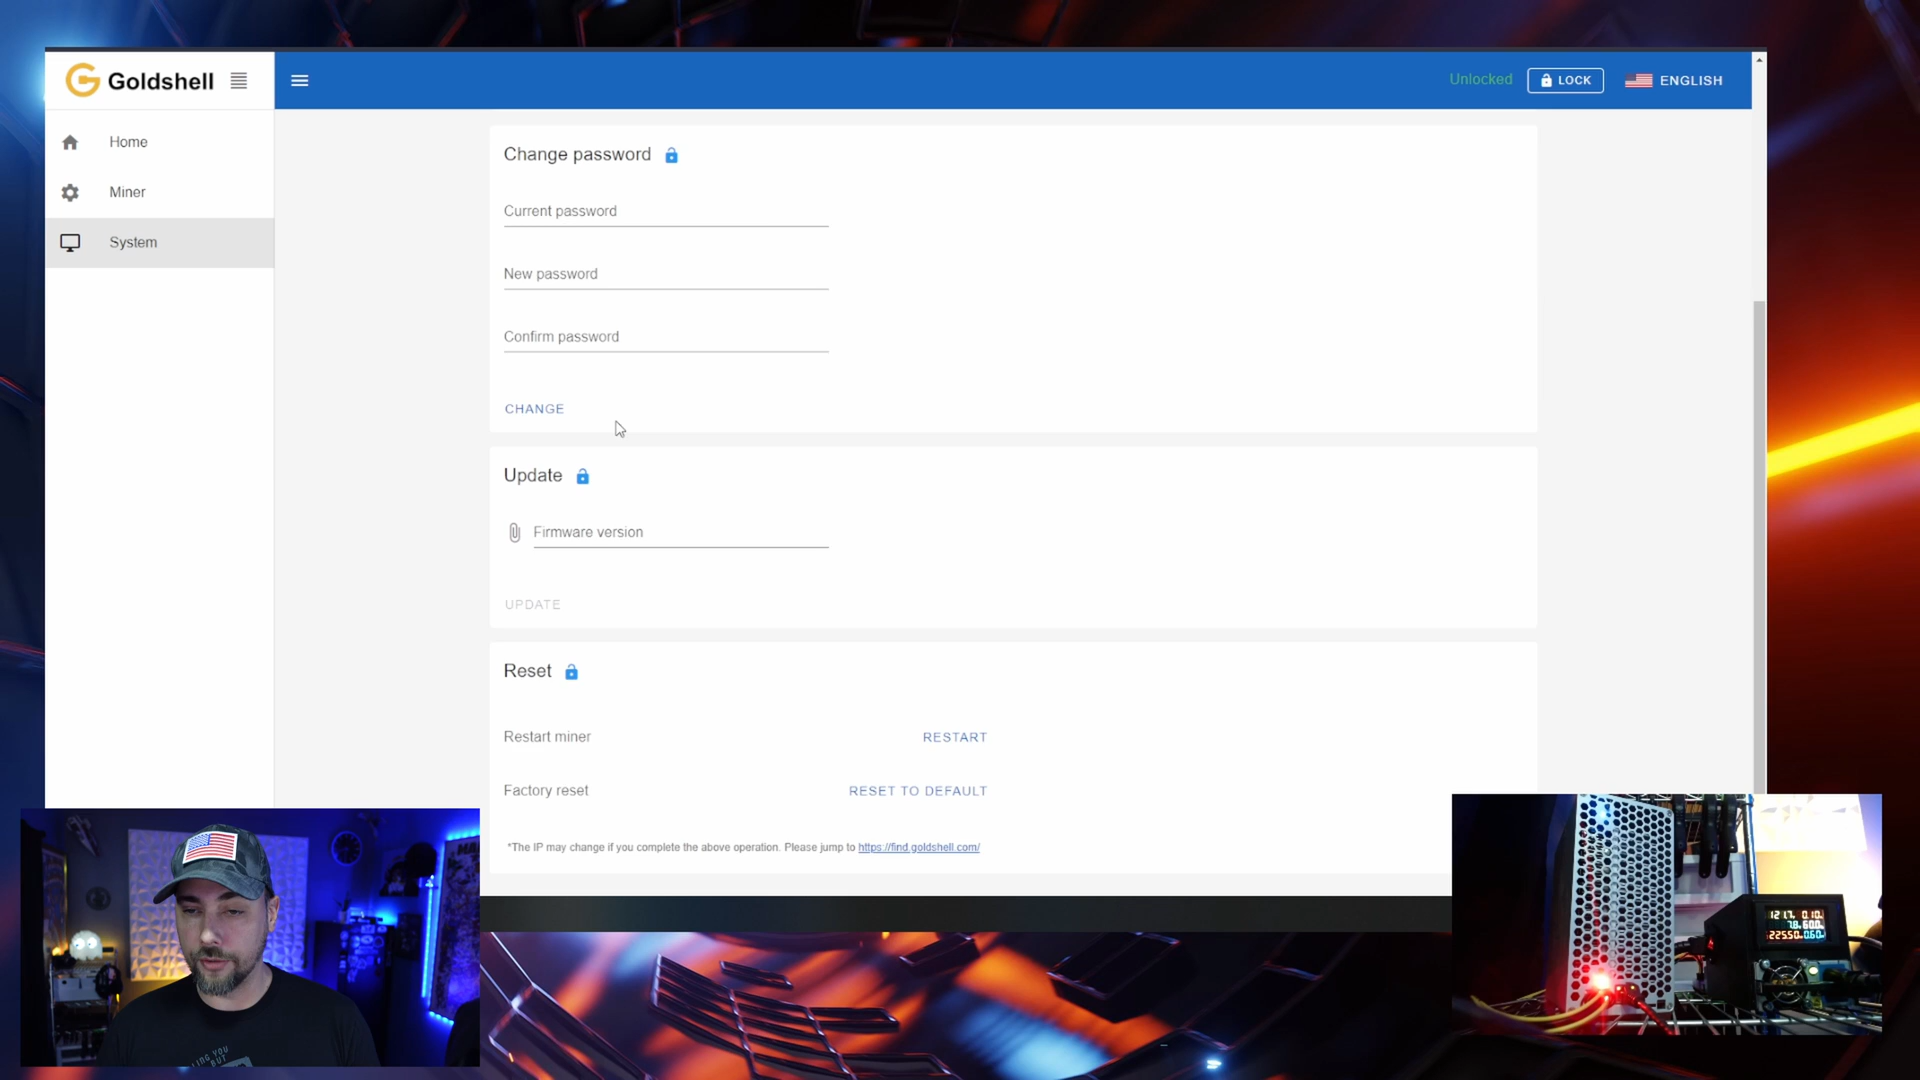 Goldshell
Unlocked
LOCK
ENGLISH
Home
Miner
System
Change password
Current password
New password
Confirm password
CHANGE
Update
Firmware version
UPDATE
Reset
Restart miner
RESTART
Factory reset
RESET TO DEFAULT
*The IP may change if you complete the above operation. Please jump to https://find.goldshell.com/